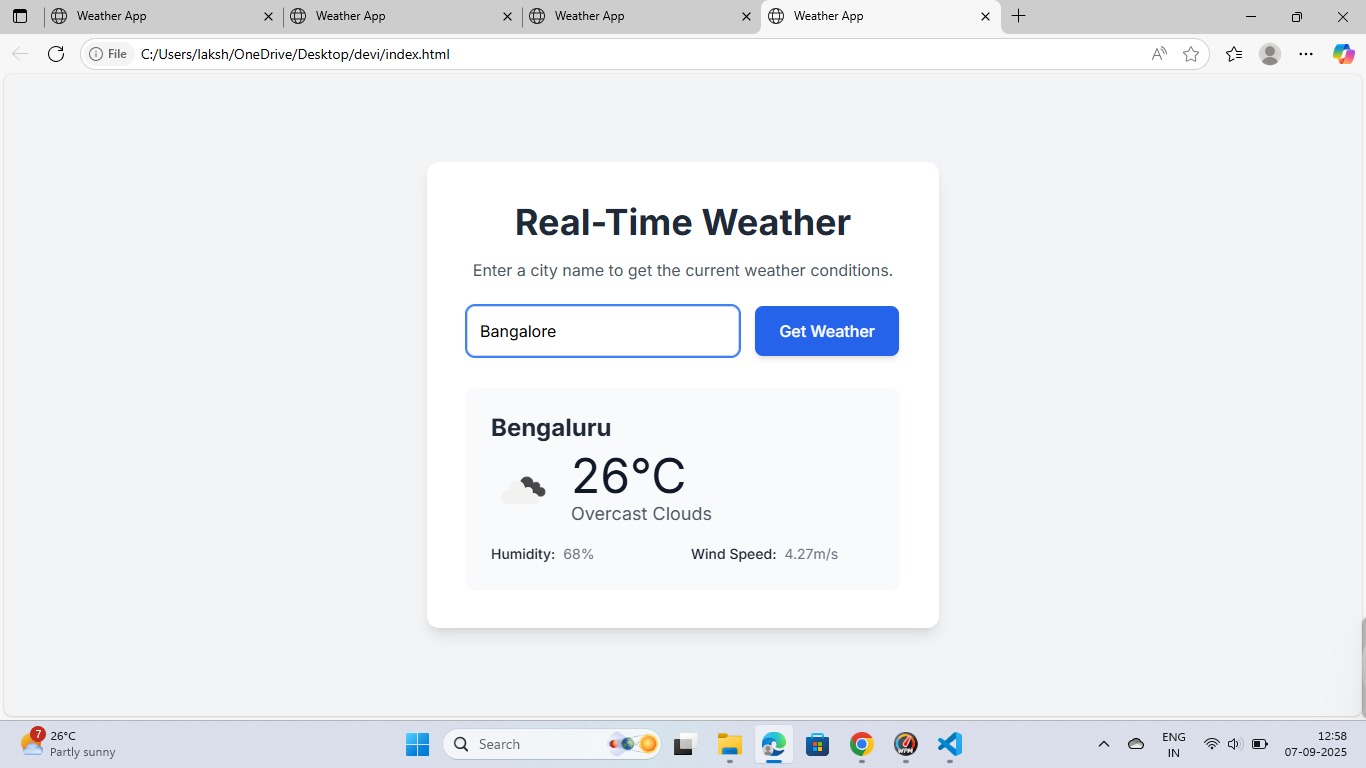 Weather App
Weather App
Weather App
Weather App
File
C:/Users/laksh/OneDrive/Desktop/devi/index.html
Real-Time Weather
Enter a city name to get the current weather conditions.
Bangalore
Get Weather
Bengaluru
26°C
Overcast Clouds
Humidity: 68%
Wind Speed: 4.27m/s
7
26°C
Partly sunny
Search
WFM
ENG
IN
12:58
07-09-2025